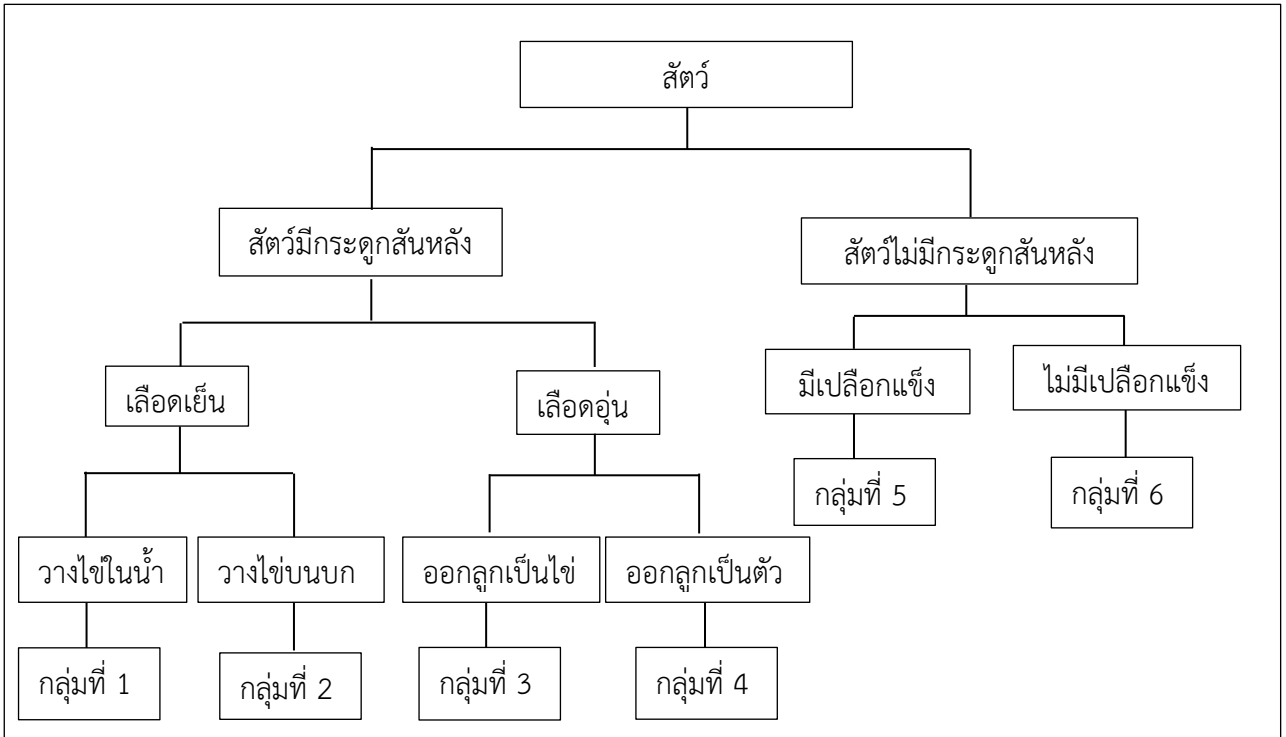 สัตว์
สัตว์มีกระดูกสันหลัง
สัตว์ไม่มีกระดูกสันหลัง
เลือดเย็น
เลือดอุ่น
มีเปลือกแข็ง
ไม่มีเปลือกแข็ง
กลุ่มที่ 5
กลุ่มที่ 6
วางไข่ในน้ำ
วางไข่บนบก
ออกลูกเป็นไข่
ออกลูกเป็นตัว
กลุ่มที่ 1
กลุ่มที่ 2
กลุ่มที่ 3
กลุ่มที่ 4